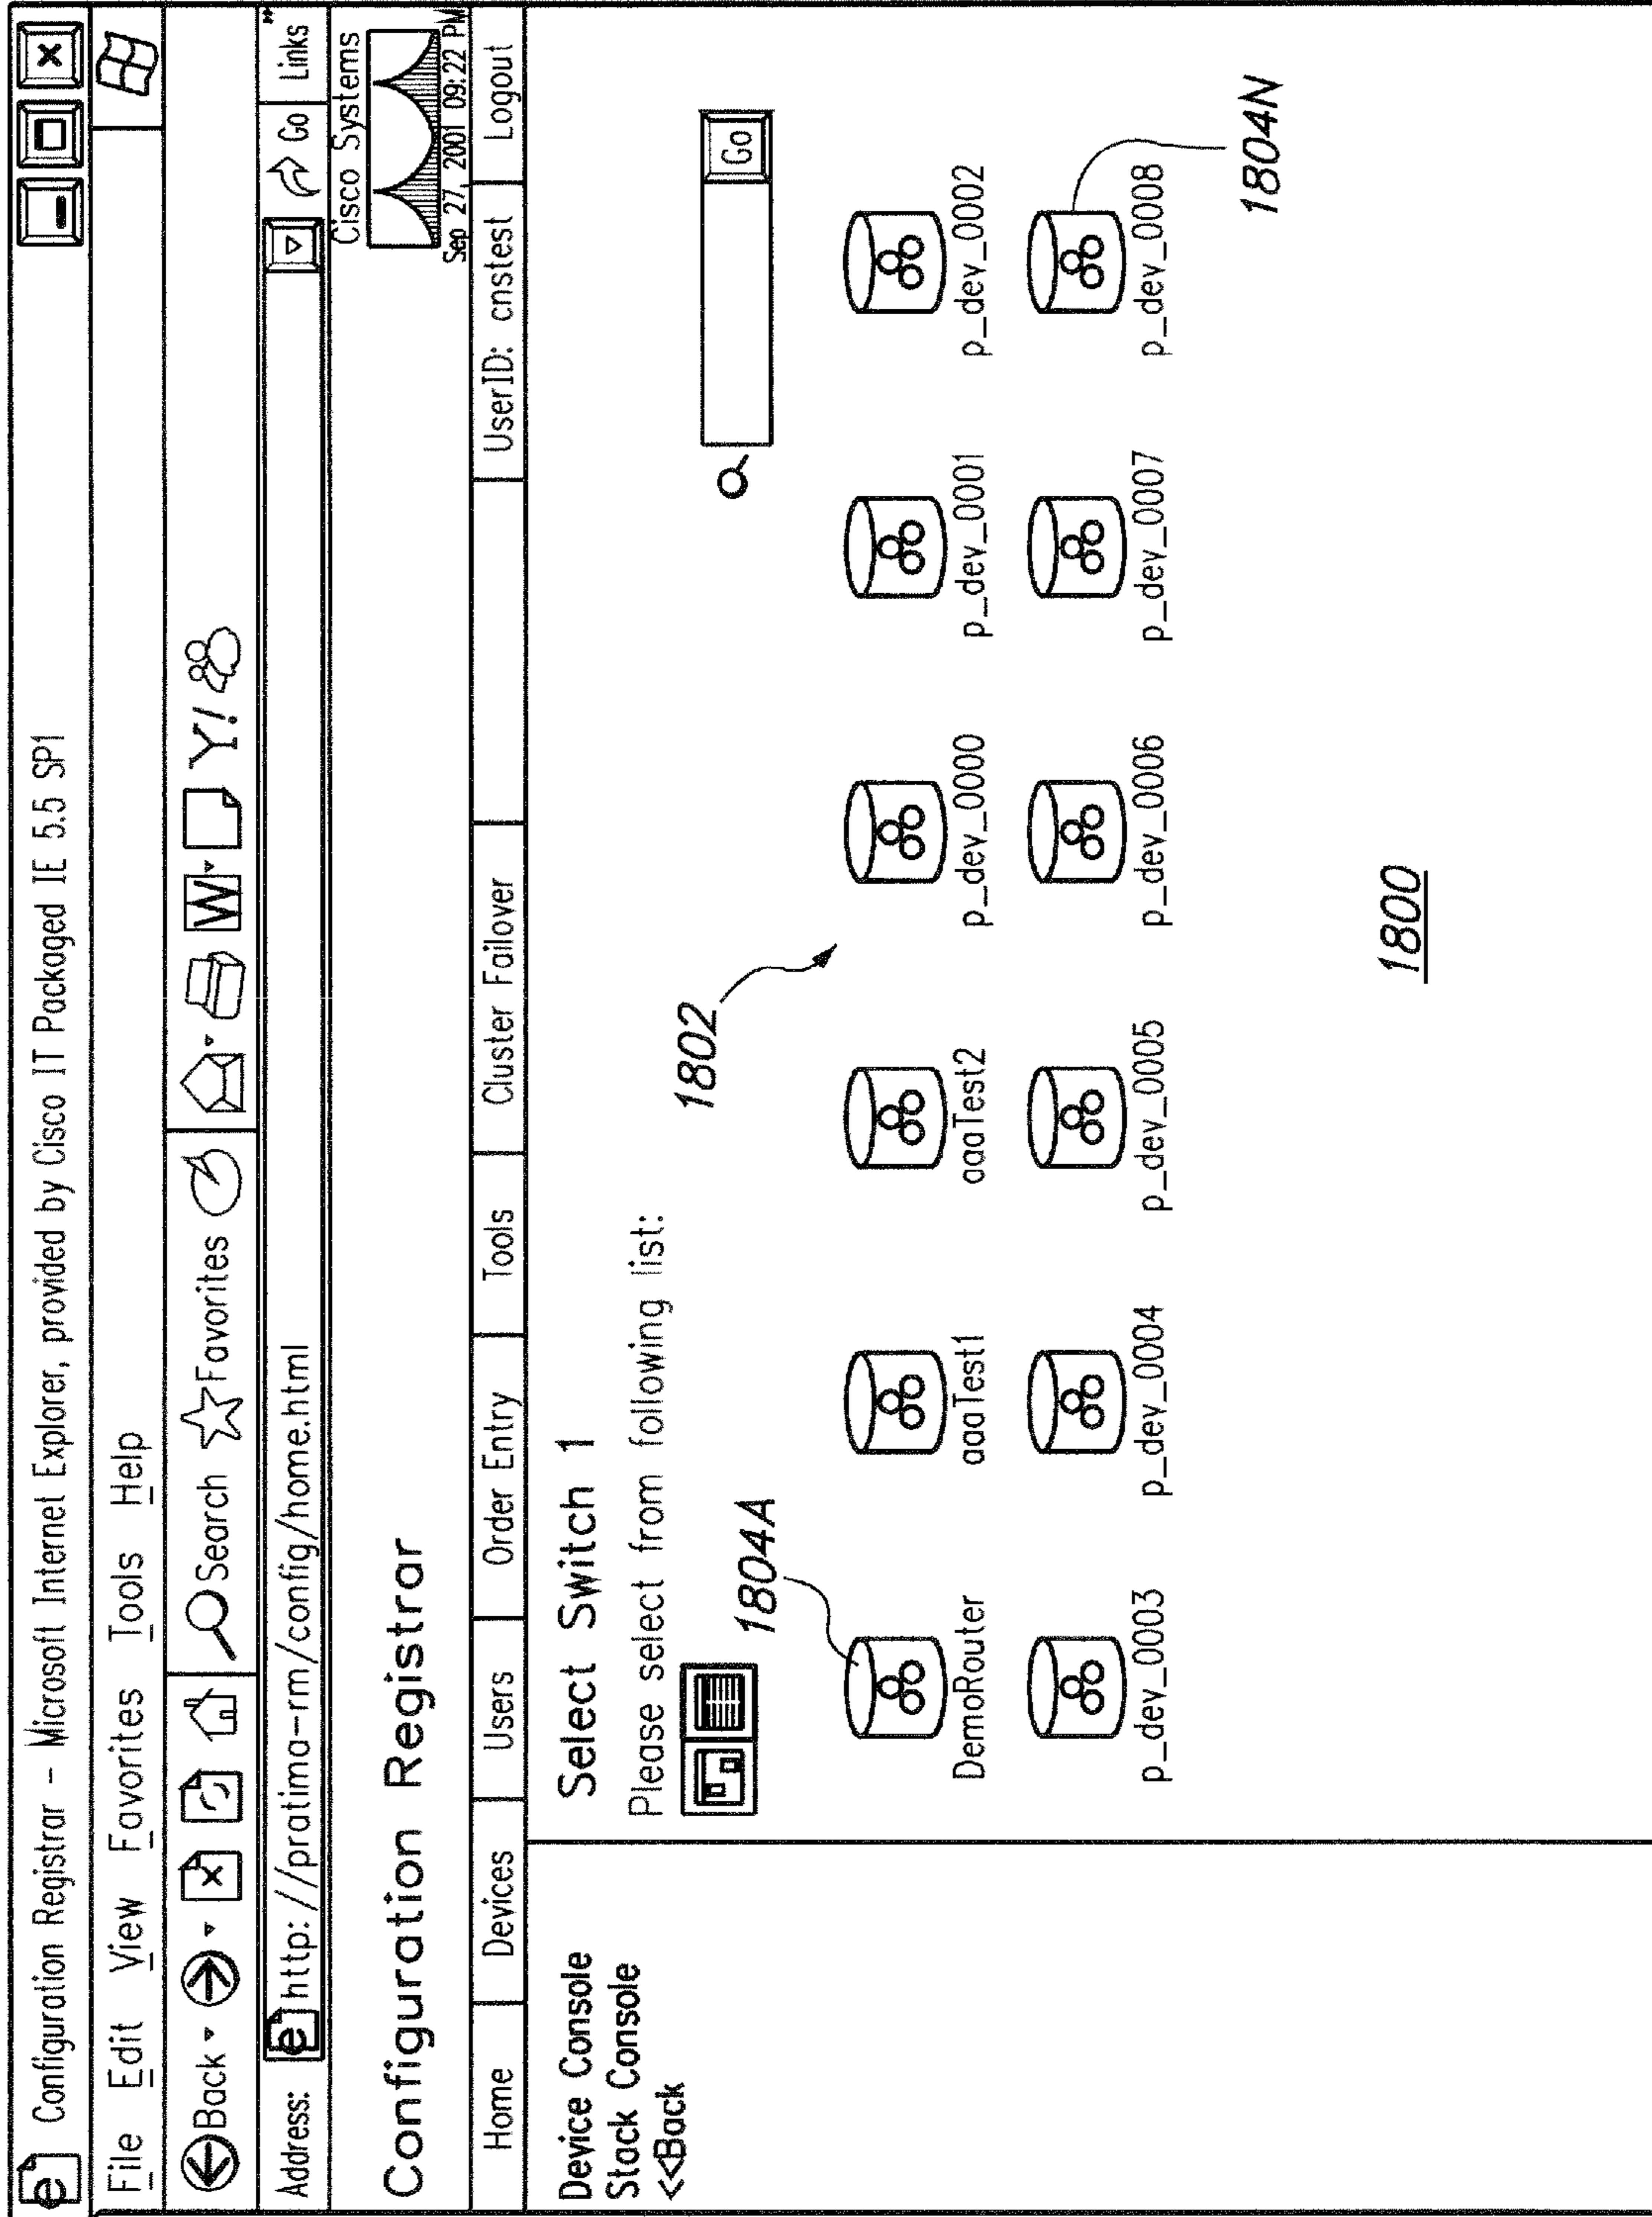 Configuration Registrar - Microsoft Internet Explorer, provided by Cisco IT Packaged IE 5.5 SP1
File Edit View Favorites Tools Help
Back Search Favorites W Y!
Address: http://pratima-rm/config/home.html Go Links
Cisco Systems
Configuration Registrar
Sep 27, 2001 09:22 PM
Home Devices Users Order Entry Tools Cluster Failover UserID: cnstest Logout
Device Console
Stack Console
<<Back
Select Switch 1
Please select from following list:
1802
Go
1804A
DemoRouter aaaTest1 aaaTest2 p_dev_0000 p_dev_0001 p_dev_0002
p_dev_0003 p_dev_0004 p_dev_0005 p_dev_0006 p_dev_0007 p_dev_0008
1804N
1800